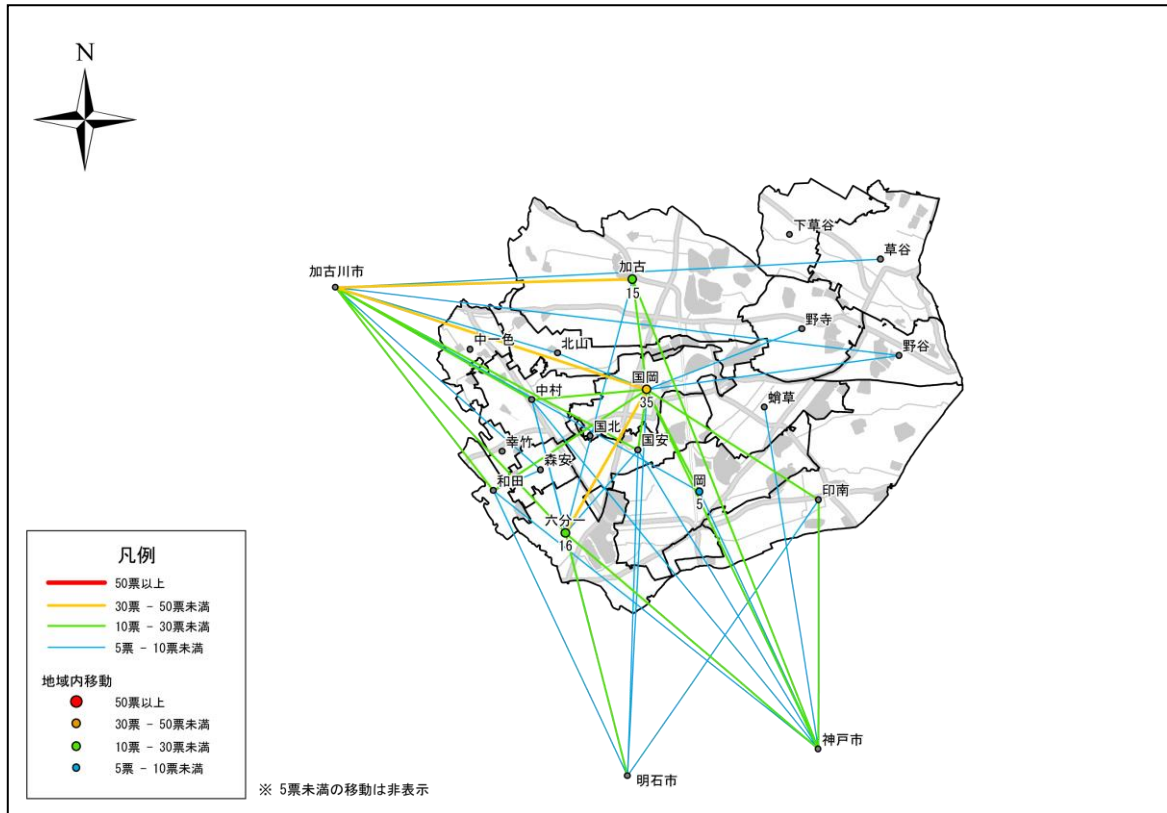 N
下草谷
草谷
加古川市
加古
15
野寺
野谷
中一色
北山
国岡
35
中村
蛸草
国北
国安
幸竹
森安
和田
岡
5
印南
六分一
16
凡例
50票以上
30票 - 50票未満
10票 - 30票未満
5票 - 10票未満
地域内移動
50票以上
30票 - 50票未満
10票 - 30票未満
5票 - 10票未満
神戸市
明石市
※ 5票未満の移動は非表示